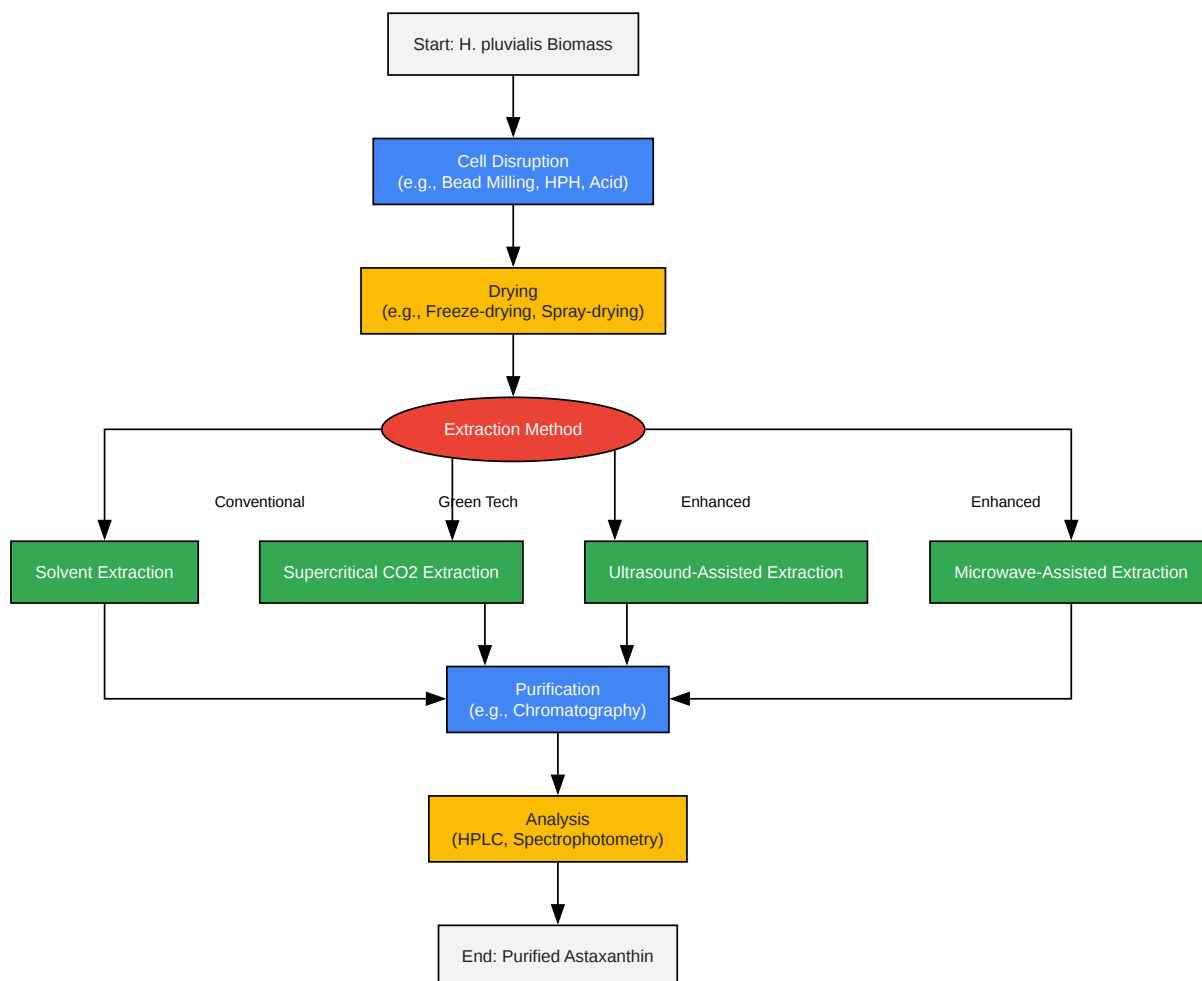 Start: H. pluvialis Biomass
Cell Disruption
(e.g., Bead Milling, HPH, Acid)
Drying
(e.g., Freeze-drying, Spray-drying)
Extraction Method
Conventional
Green Tech
Enhanced
Enhanced
Solvent Extraction
Supercritical CO2 Extraction
Ultrasound-Assisted Extraction
Microwave-Assisted Extraction
Purification
(e.g., Chromatography)
Analysis
(HPLC, Spectrophotometry)
End: Purified Astaxanthin